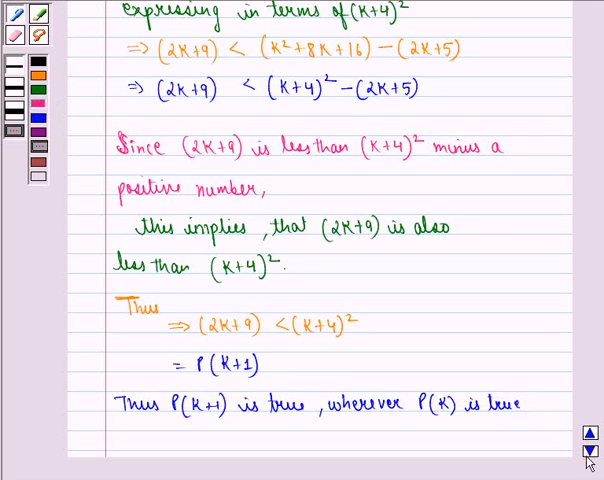 expressing in terms of (k+4)²
⇒ (2k+9) < (k²+8k+16) − (2k+5)
⇒ (2k+9) < (k+4)² − (2k+5)
Since (2k+9) is less than (k+4)² minus a
positive number,
this implies, that (2k+9) is also
less than (k+4)².
Thus
⇒ (2k+9) < (k+4)²
= P(k+1)
Thus P(k+1) is true, wherever P(k) is true